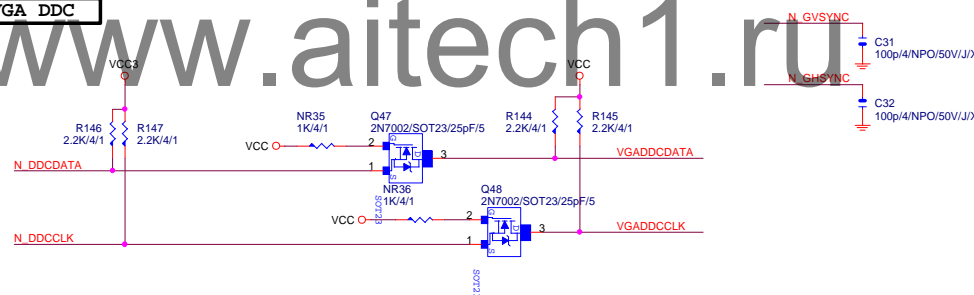 VGA DDC
www.aitech1.ru
VCC3
VCC
N_GVSYNC
C31
100p/4/NPO/50V/J/X
N_GHSYNC
C32
100p/4/NPO/50V/J/X
R146
2.2K/4/1
R147
2.2K/4/1
NR35
1K/4/1
Q47
2N7002/SOT23/25pF/5
R144
2.2K/4/1
R145
2.2K/4/1
VCC
2
G
D
S
1
3
N_DDCDATA
VGADDCDATA
SOT23
NR36
1K/4/1
Q48
2N7002/SOT23/25pF/5
VCC
2
G
D
S
1
3
N_DDCCLK
VGADDCCLK